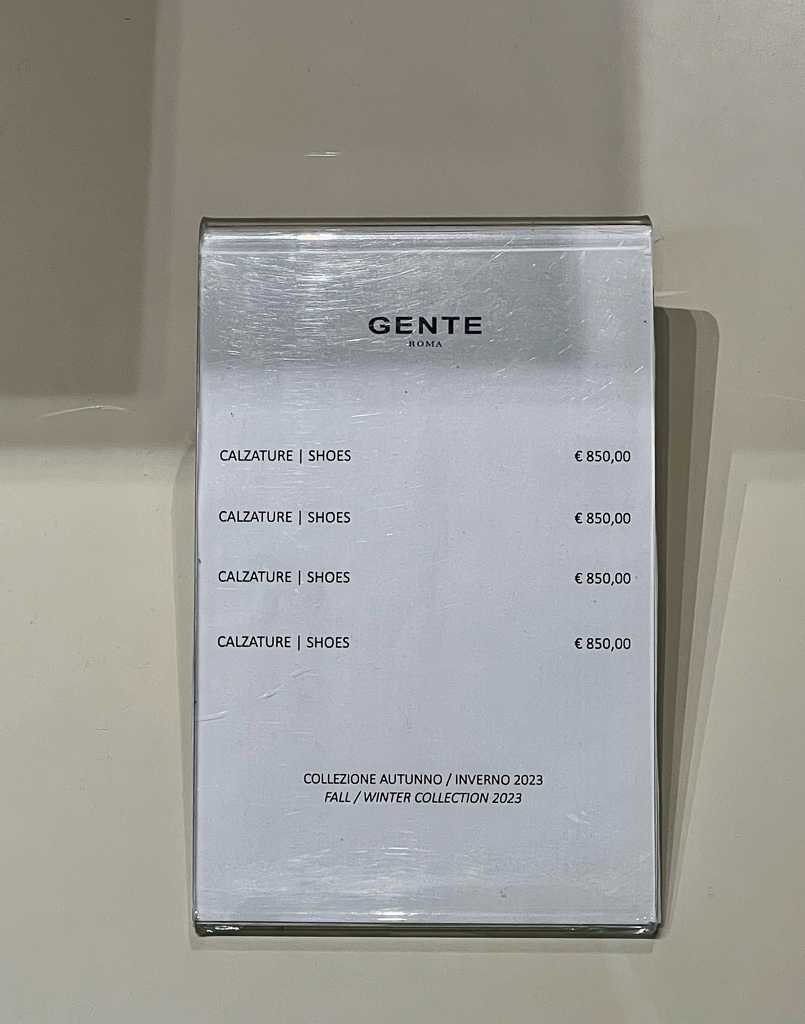 GENTE
ROMA
CALZATURE | SHOES € 850,00
CALZATURE | SHOES € 850,00
CALZATURE | SHOES € 850,00
CALZATURE | SHOES € 850,00
COLLEZIONE AUTUNNO / INVERNO 2023
FALL / WINTER COLLECTION 2023